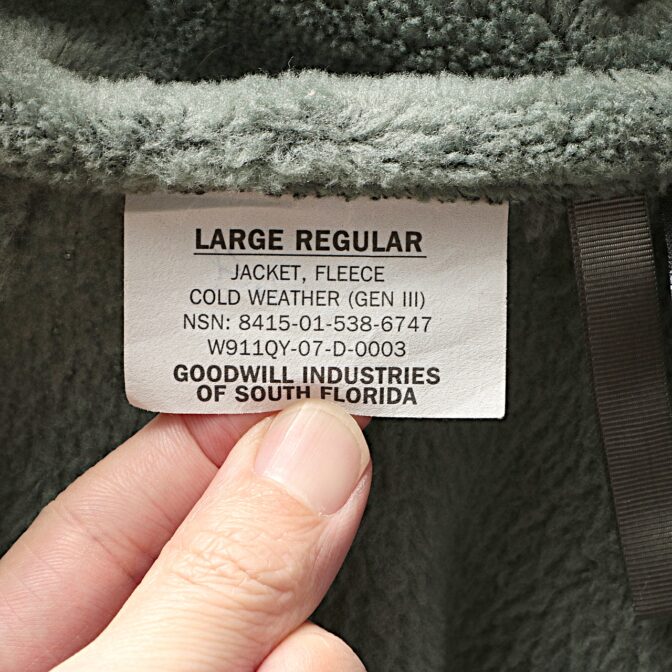 LARGE REGULAR
JACKET, FLEECE
COLD WEATHER (GEN III)
NSN: 8415-01-538-6747
W911QY-07-D-0003
GOODWILL INDUSTRIES
OF SOUTH FLORIDA